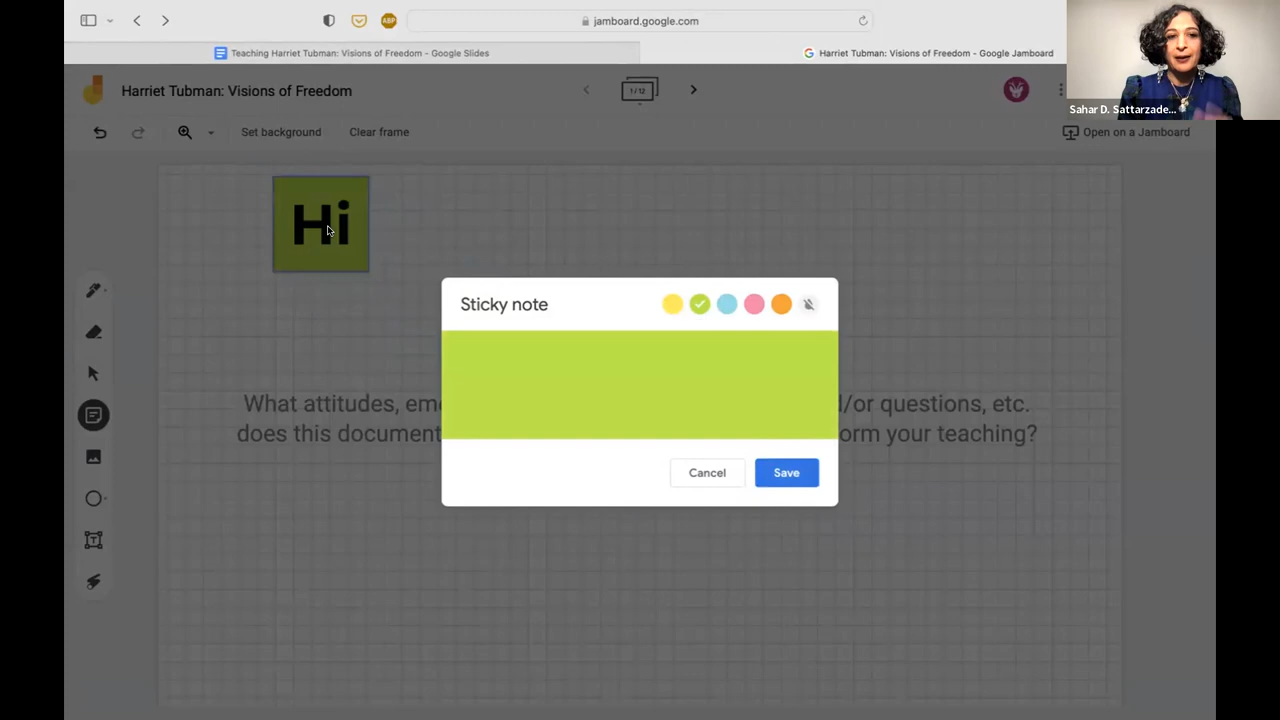 jamboard.google.com
Teaching Harriet Tubman: Visions of Freedom - Google Slides
Harriet Tubman: Visions of Freedom - Google Jamboard
Sahar D. Sattarzade...
Harriet Tubman: Visions of Freedom
1 / 12
Set background
Clear frame
Open on a Jamboard
Hi
Sticky note
What attitudes, em
d/or questions, etc.
does this document
orm your teaching?
Cancel
Save
ABP